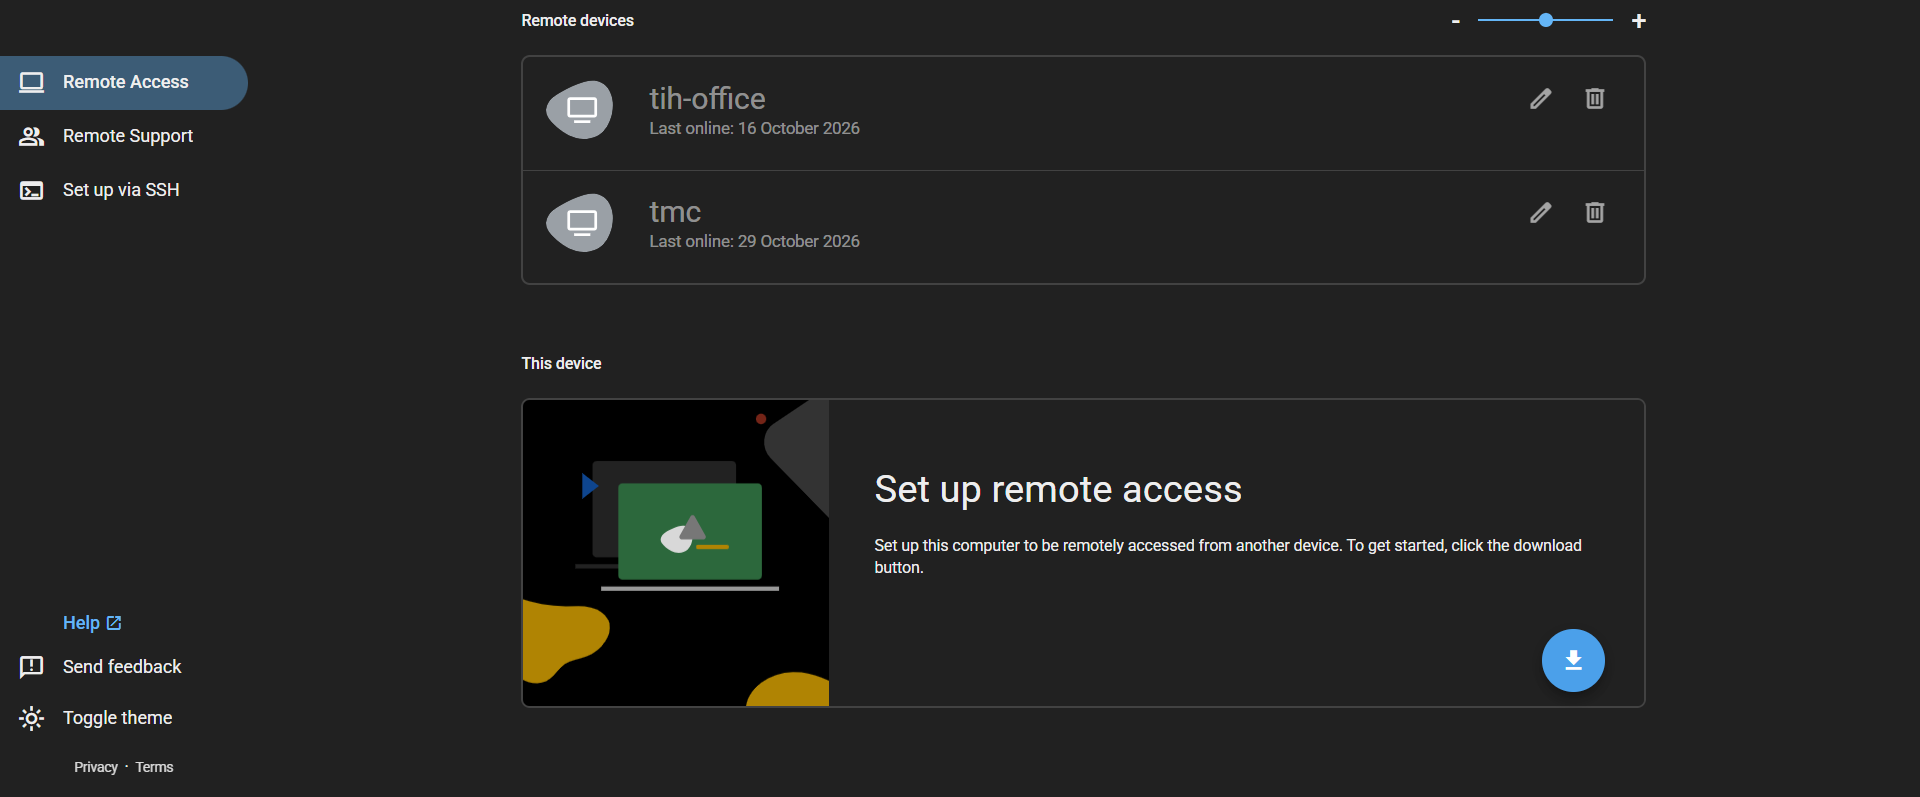 Remote Access
Remote Support
Set up via SSH
Help
Send feedback
Toggle theme
Privacy · Terms
Remote devices
- +
tih-office
Last online: 16 October 2026
tmc
Last online: 29 October 2026
This device
Set up remote access
Set up this computer to be remotely accessed from another device. To get started, click the download
button.